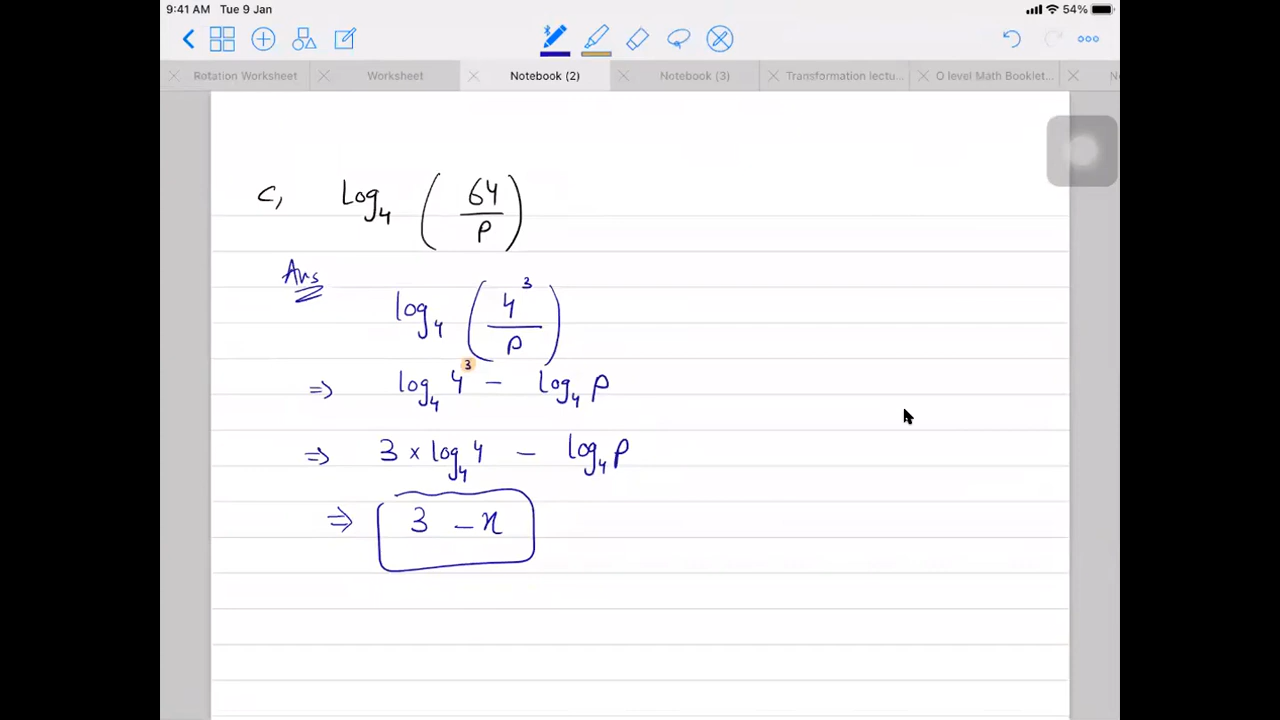 9:41 AM Tue 9 Jan
54%
Rotation Worksheet
Worksheet
Notebook (2)
Notebook (3)
Transformation lectu...
O level Math Booklet...
c, Log₄ (64/p)
Ans
log₄ (4³/p)
⇒ log₄ 4³ − log₄ p
⇒ 3 × log₄ 4 − log₄ p
⇒ 3 − x